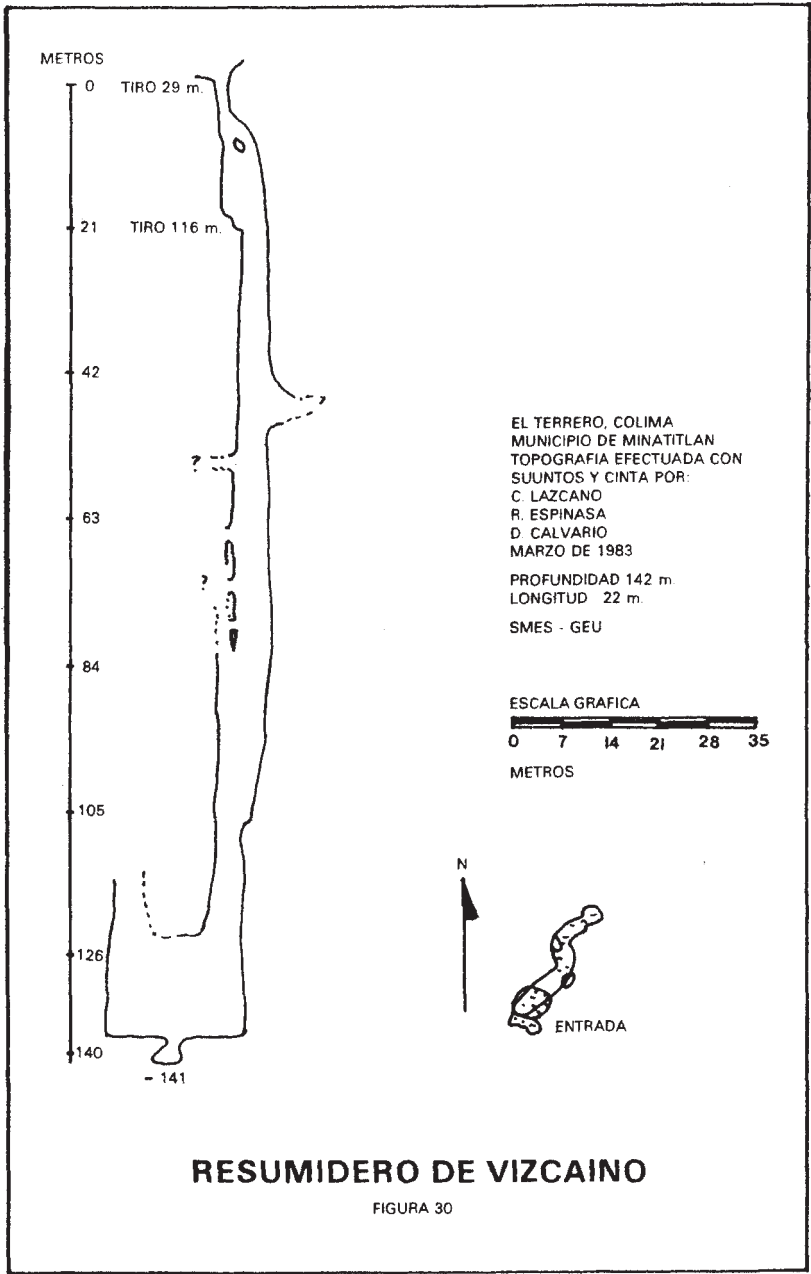 METROS
0
TIRO 29 m.
21
TIRO 116 m.
42
?
?
63
?
84
105
126
140
- 141
EL TERRERO, COLIMA
MUNICIPIO DE MINATITLAN
TOPOGRAFIA EFECTUADA CON
SUUNTOS Y CINTA POR:
C. LAZCANO
R. ESPINASA
D. CALVARIO
MARZO DE 1983
PROFUNDIDAD 142 m.
LONGITUD 22 m.
SMES - GEU
ESCALA GRAFICA
0 7 14 21 28 35
METROS
N
ENTRADA
RESUMIDERO DE VIZCAINO
FIGURA 30